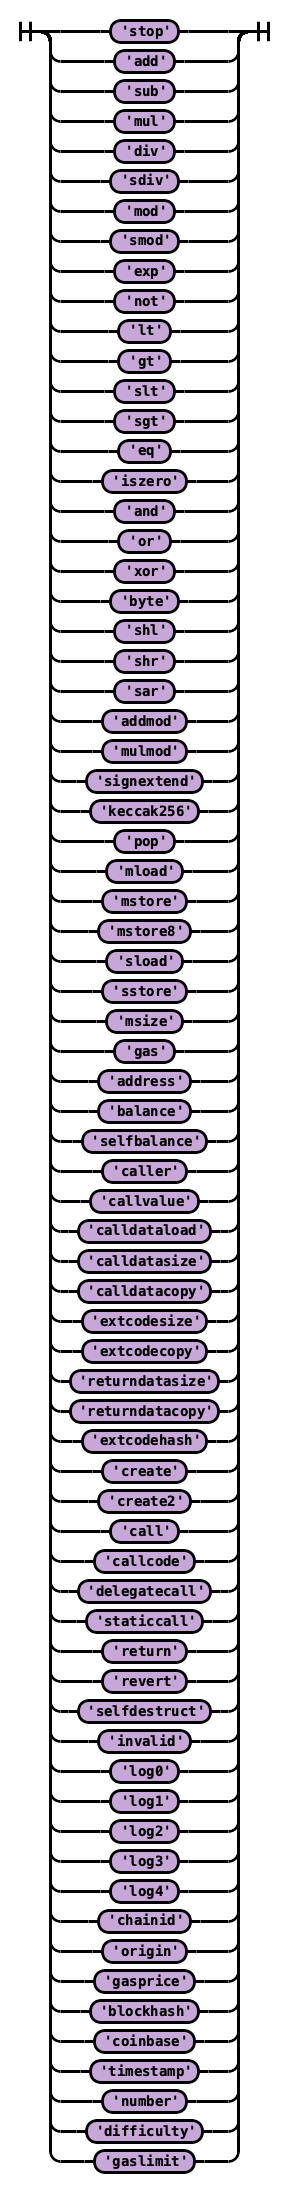 'stop'
'add'
'sub'
'mul'
'div'
'sdiv'
'mod'
'smod'
'exp'
'not'
'lt'
'gt'
'slt'
'sgt'
'eq'
'iszero'
'and'
'or'
'xor'
'byte'
'shl'
'shr'
'sar'
'addmod'
'mulmod'
'signextend'
'keccak256'
'pop'
'mload'
'mstore'
'mstore8'
'sload'
'sstore'
'msize'
'gas'
'address'
'balance'
'selfbalance'
'caller'
'callvalue'
'calldataload'
'calldatasize'
'calldatacopy'
'extcodesize'
'extcodecopy'
'returndatasize'
'returndatacopy'
'extcodehash'
'create'
'create2'
'call'
'callcode'
'delegatecall'
'staticcall'
'return'
'revert'
'selfdestruct'
'invalid'
'log0'
'log1'
'log2'
'log3'
'log4'
'chainid'
'origin'
'gasprice'
'blockhash'
'coinbase'
'timestamp'
'number'
'difficulty'
'gaslimit'